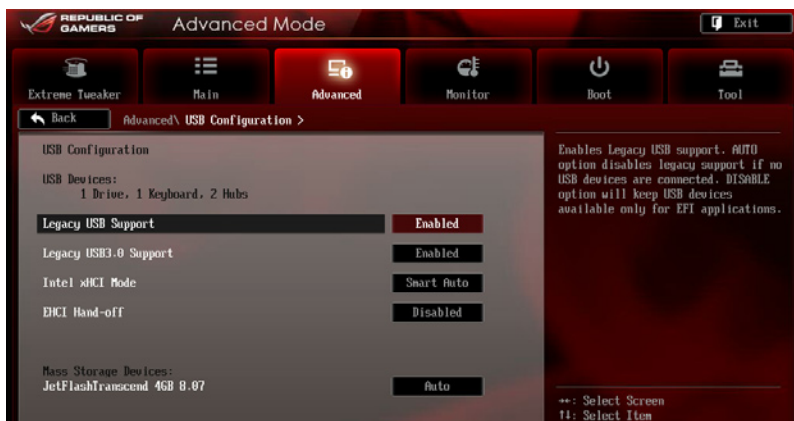 REPUBLIC OF
GAMERS
Advanced Mode
Exit
Extreme Tweaker
Main
Advanced
Monitor
Boot
Tool
Back
Advanced\ USB Configuration >
USB Configuration
USB Devices:
1 Drive, 1 Keyboard, 2 Hubs
Legacy USB Support Enabled
Legacy USB3.0 Support Enabled
Intel xHCI Mode Smart Auto
EHCI Hand-off Disabled
Mass Storage Devices:
JetFlashTranscend 4GB 8.07 Auto
Enables Legacy USB support. AUTO
option disables legacy support if no
USB devices are connected. DISABLE
option will keep USB devices
available only for EFI applications.
→←: Select Screen
↑↓: Select Item